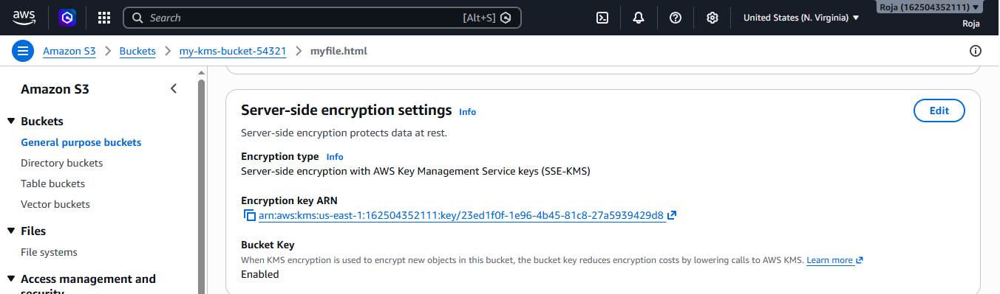 aws
Search [Alt+S]
United States (N. Virginia)
Roja (162504352111)
Roja
Amazon S3 > Buckets > my-kms-bucket-54321 > myfile.html
Amazon S3
Buckets
General purpose buckets
Directory buckets
Table buckets
Vector buckets
Files
File systems
Access management and
security
Server-side encryption settings Info
Edit
Server-side encryption protects data at rest.
Encryption type Info
Server-side encryption with AWS Key Management Service keys (SSE-KMS)
Encryption key ARN
arn:aws:kms:us-east-1:162504352111:key/23ed1f0f-1e96-4b45-81c8-27a5939429d8
Bucket Key
When KMS encryption is used to encrypt new objects in this bucket, the bucket key reduces encryption costs by lowering calls to AWS KMS. Learn more
Enabled